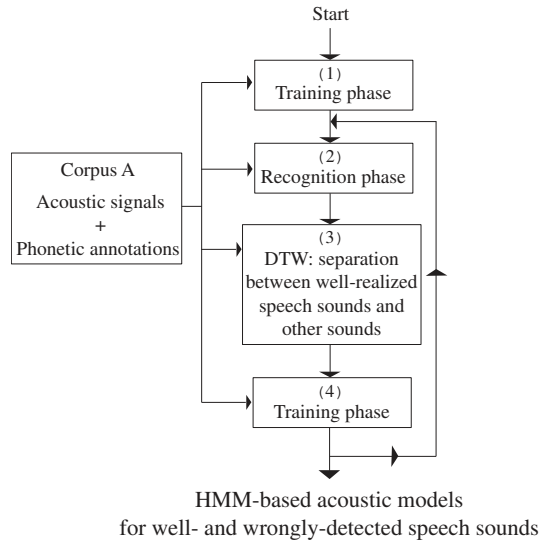 Start
(1)
Training phase
(2)
Recognition phase
Corpus A
Acoustic signals
+
Phonetic annotations
(3)
DTW: separation
between well-realized
speech sounds and
other sounds
(4)
Training phase
HMM-based acoustic models
for well- and wrongly-detected speech sounds